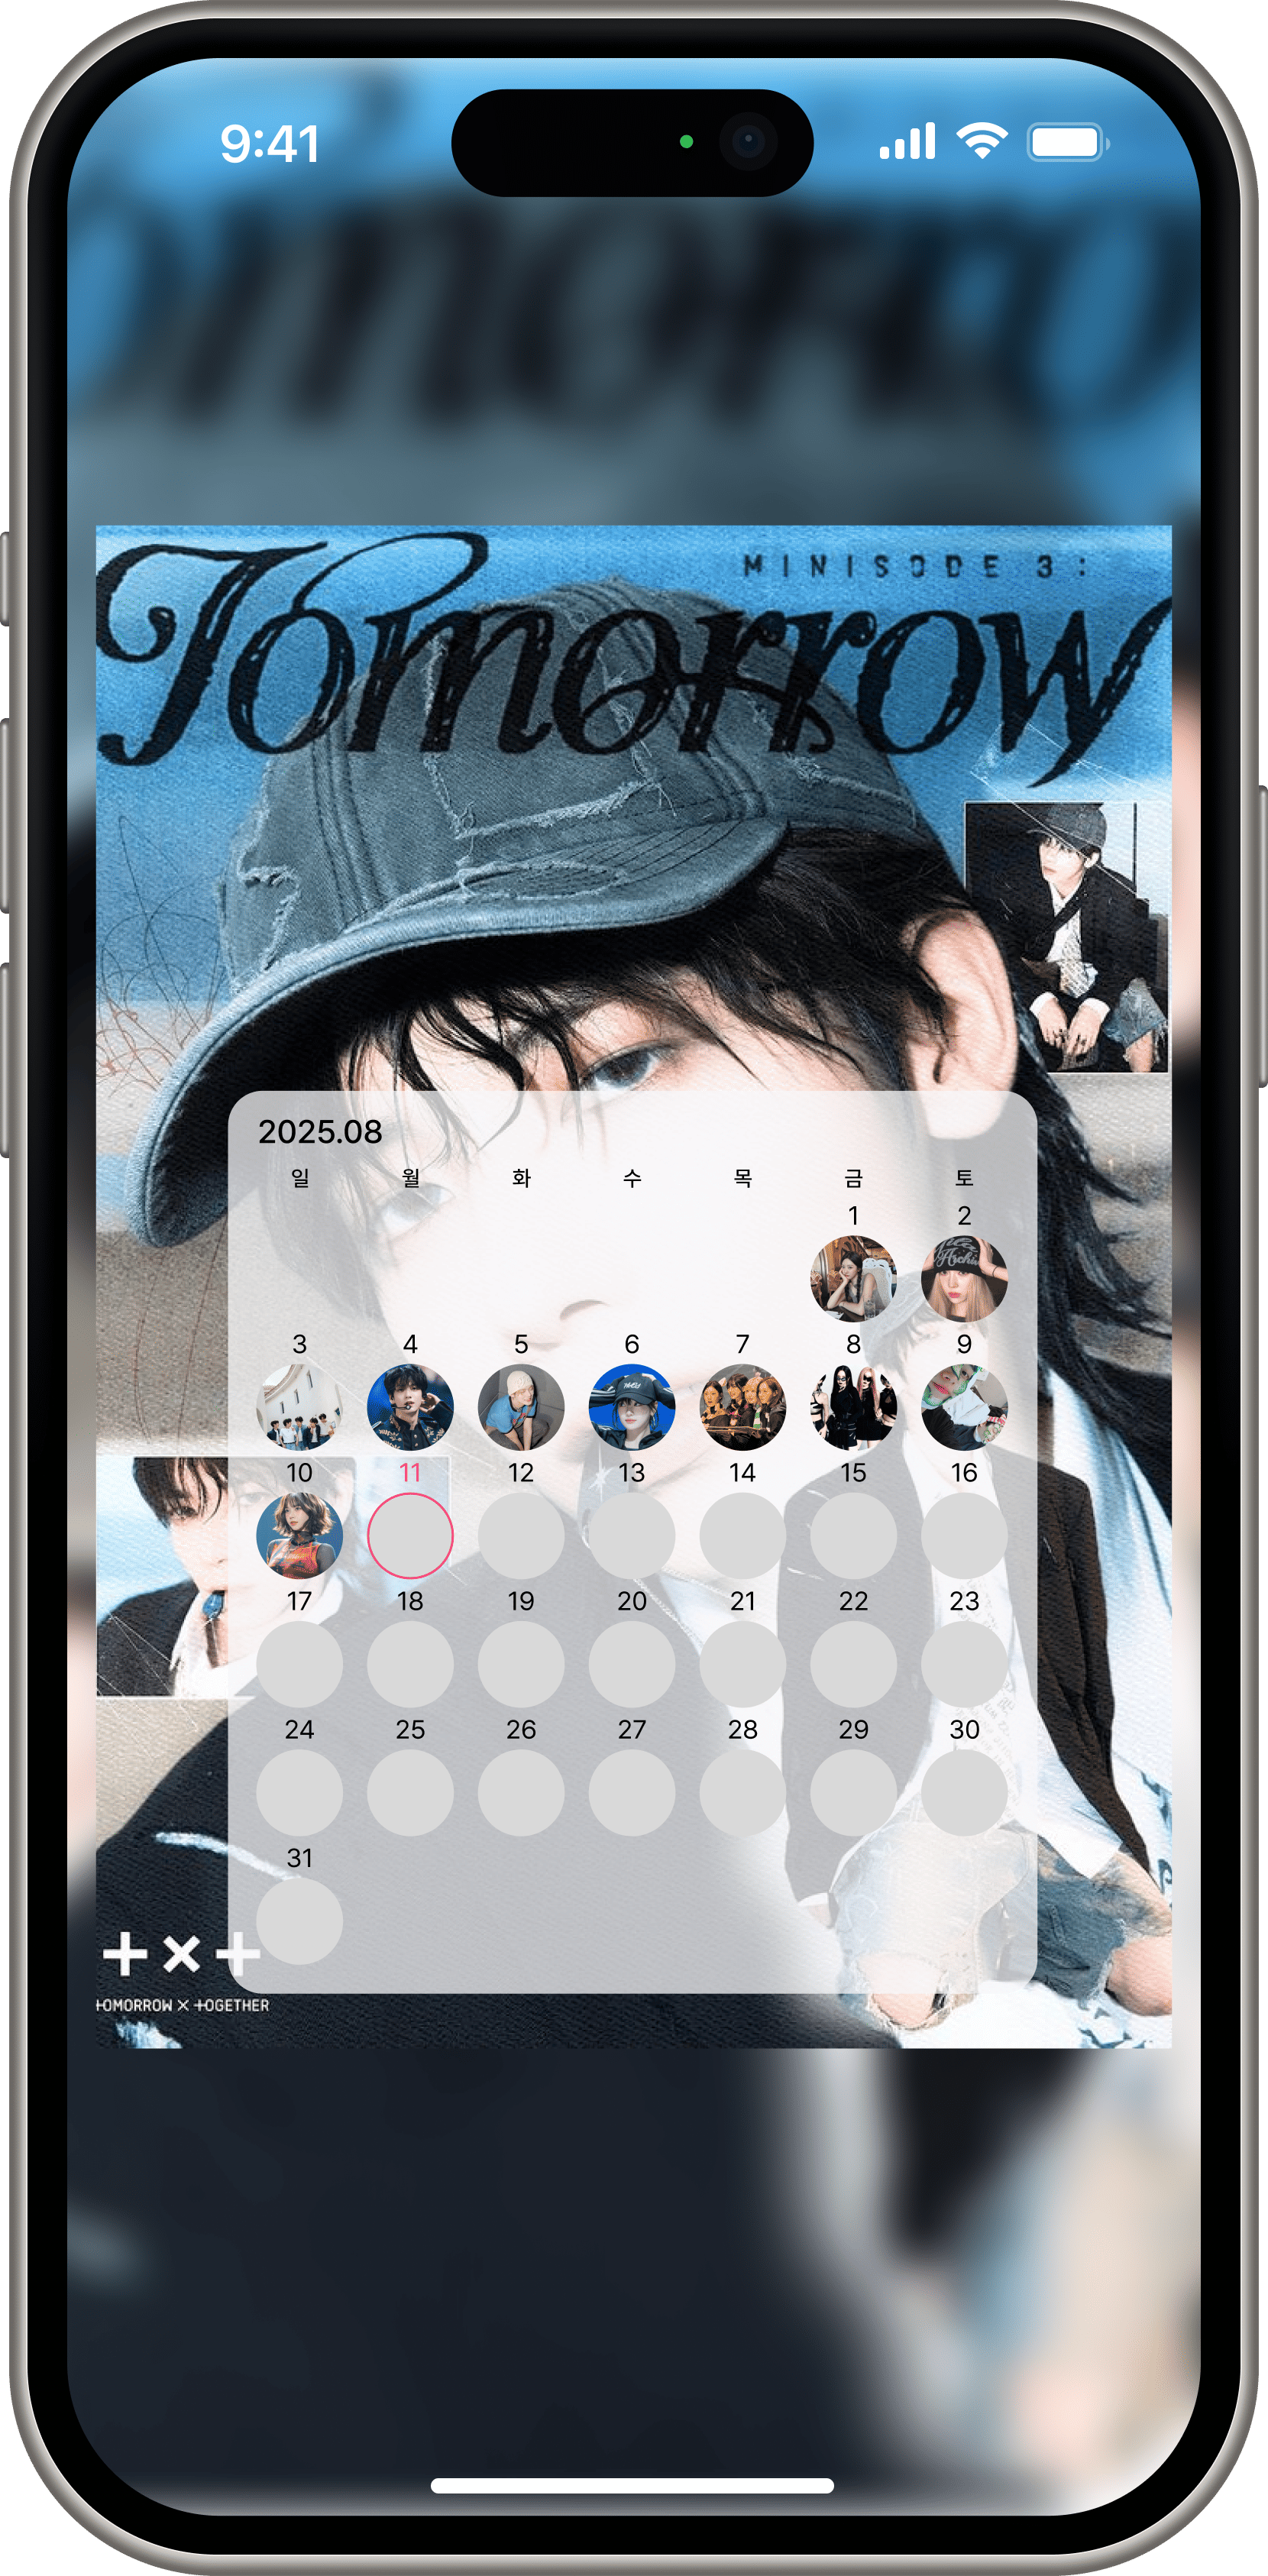 9:41
MINISODE 3:
Tomorrow
2025.08
일 월 화 수 목 금 토
1 2
3 4 5 6 7 8 9
10 11 12 13 14 15 16
17 18 19 20 21 22 23
24 25 26 27 28 29 30
31
TOMORROW X TOGETHER